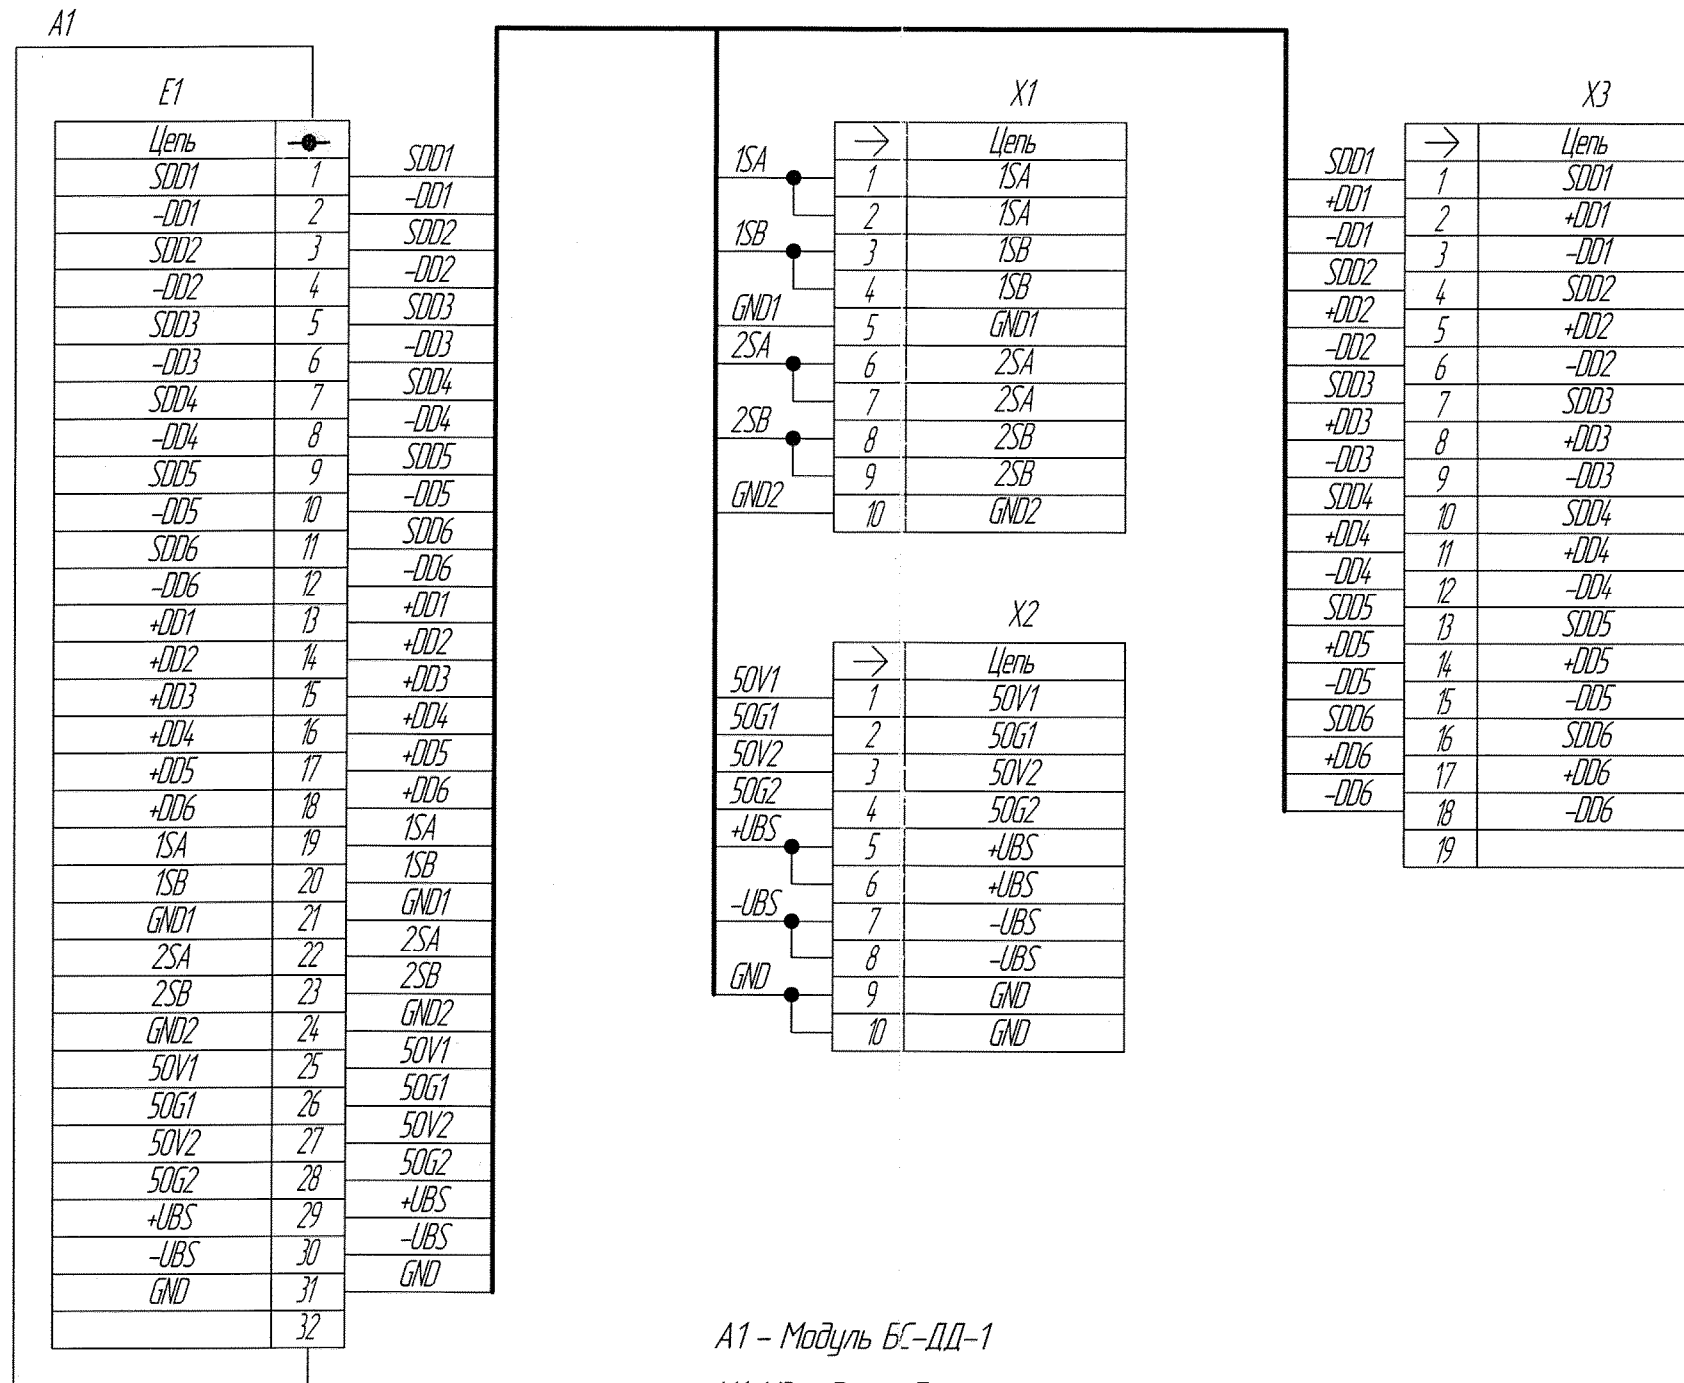 A1
E1
Цепь
SDD1 1 SDD1
-DD1 2 -DD1
SDD2 3 SDD2
-DD2 4 -DD2
SDD3 5 SDD3
-DD3 6 -DD3
SDD4 7 SDD4
-DD4 8 -DD4
SDD5 9 SDD5
-DD5 10 -DD5
SDD6 11 SDD6
-DD6 12 -DD6
+DD1 13 +DD1
+DD2 14 +DD2
+DD3 15 +DD3
+DD4 16 +DD4
+DD5 17 +DD5
+DD6 18 +DD6
1SA 19 1SA
1SB 20 1SB
GND1 21 GND1
2SA 22 2SA
2SB 23 2SB
GND2 24 GND2
50V1 25 50V1
50G1 26 50G1
50V2 27 50V2
50G2 28 50G2
+UBS 29 +UBS
-UBS 30 -UBS
GND 31 GND
32
X1
Цепь
1SA 1 1SA
2 1SA
1SB 3 1SB
4 1SB
GND1 5 GND1
2SA 6 2SA
7 2SA
2SB 8 2SB
9 2SB
GND2 10 GND2
X2
Цепь
50V1 1 50V1
50G1 2 50G1
50V2 3 50V2
50G2 4 50G2
+UBS 5 +UBS
6 +UBS
-UBS 7 -UBS
8 -UBS
GND 9 GND
10 GND
X3
Цепь
SDD1 1 SDD1
+DD1 2 +DD1
-DD1 3 -DD1
SDD2 4 SDD2
+DD2 5 +DD2
-DD2 6 -DD2
SDD3 7 SDD3
+DD3 8 +DD3
-DD3 9 -DD3
SDD4 10 SDD4
+DD4 11 +DD4
-DD4 12 -DD4
SDD5 13 SDD5
+DD5 14 +DD5
-DD5 15 -DD5
SDD6 16 SDD6
+DD6 17 +DD6
-DD6 18 -DD6
19
A1 – Модуль БС-ДД-1